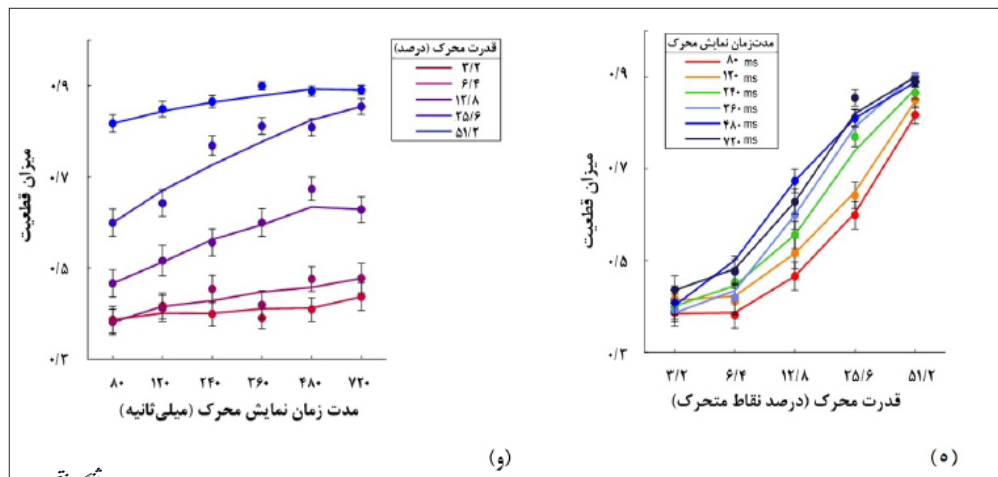 قدرت محرک (درصد)
۳/۲
۶/۴
۱۲/۸
۲۵/۶
۵۱/۲
۰/۹
۰/۷
۰/۵
۰/۳
میزان قطعیت
۸۰ ۱۲۰ ۲۴۰ ۳۶۰ ۴۸۰ ۷۲۰
مدت زمان نمایش محرک (میلی‌ثانیه)
(و)
مدت‌زمان نمایش محرک
۸۰ ms
۱۲۰ ms
۲۴۰ ms
۳۶۰ ms
۴۸۰ ms
۷۲۰ ms
۰/۹
۰/۷
۰/۵
۰/۳
میزان قطعیت
۳/۲ ۶/۴ ۱۲/۸ ۲۵/۶ ۵۱/۲
قدرت محرک (درصد نقاط متحرک)
(ه)